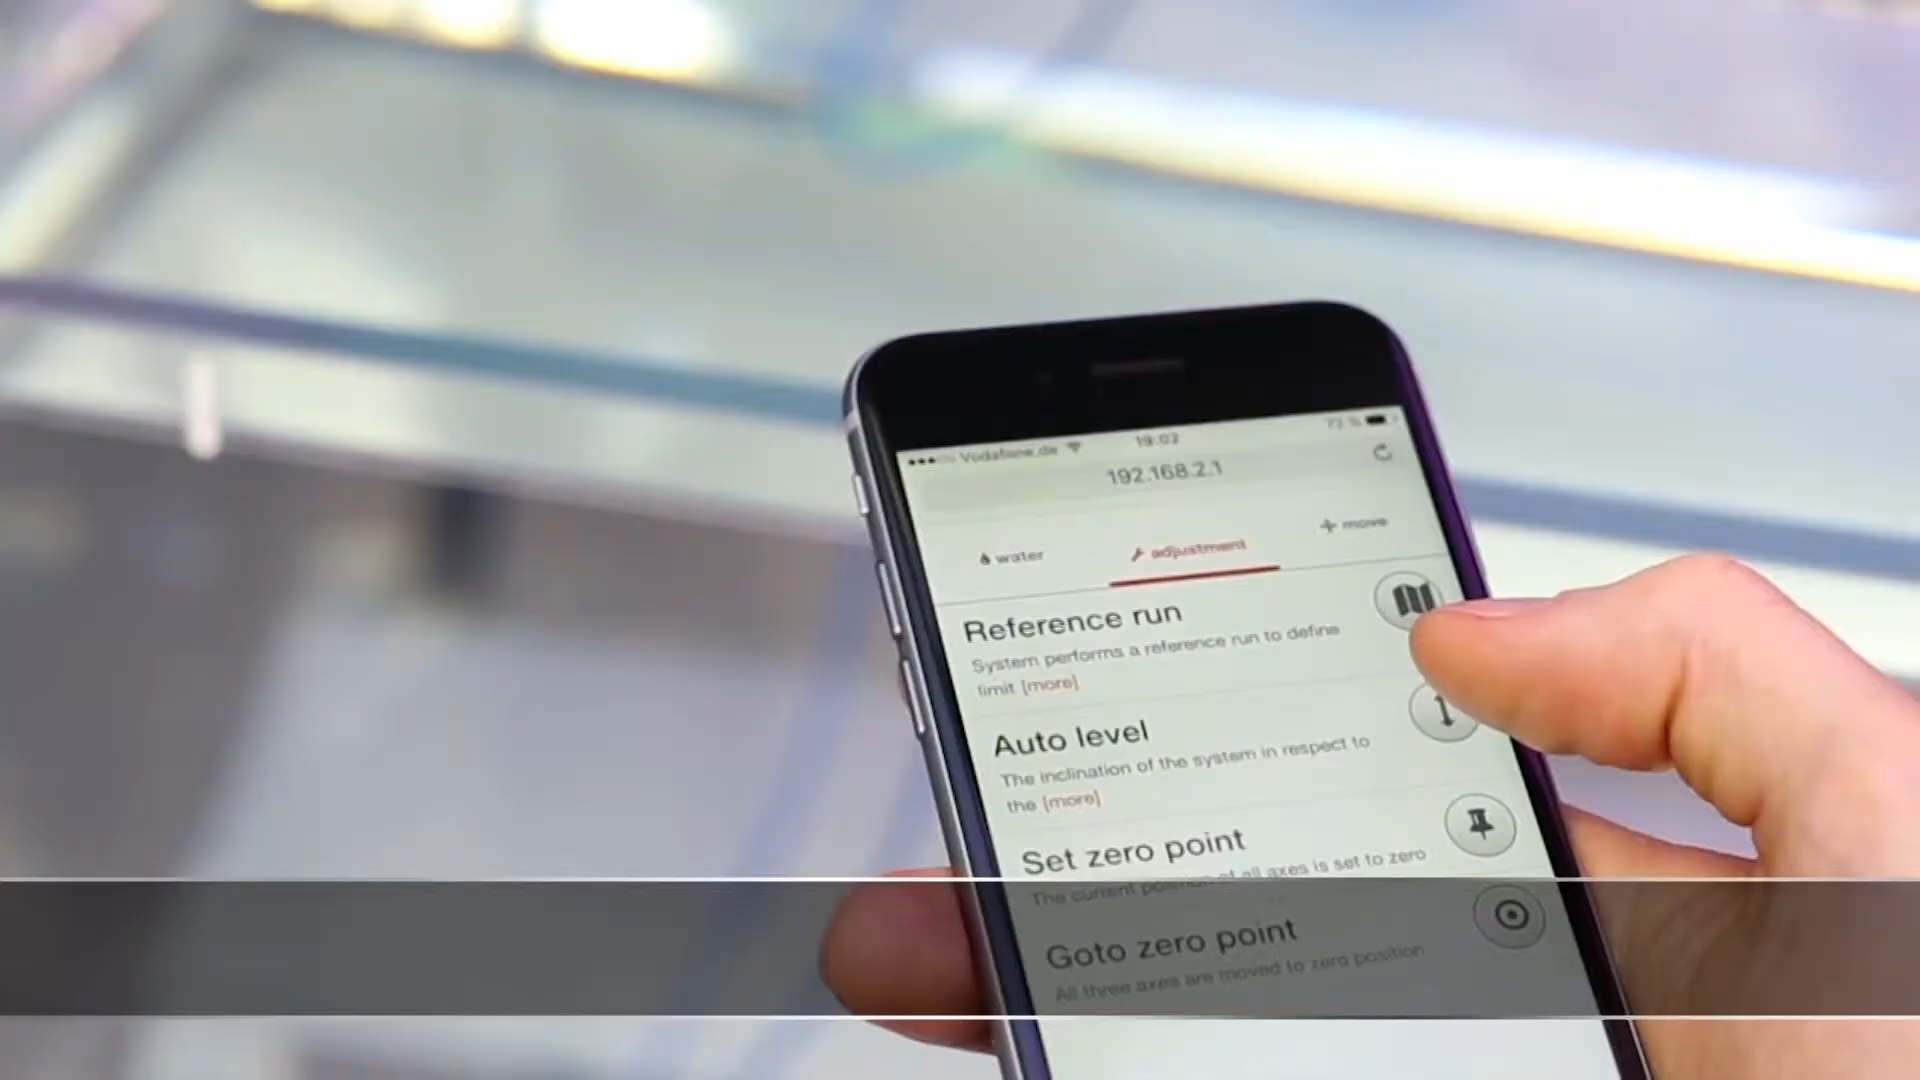 Vodafone.de 19:02 72 %
192.168.2.1
water adjustment move
Reference run
System performs a reference run to define
limit [more]
Auto level
The inclination of the system in respect to
the [more]
Set zero point
The current position of all axes is set to zero
Goto zero point
All three axes are moved to zero position